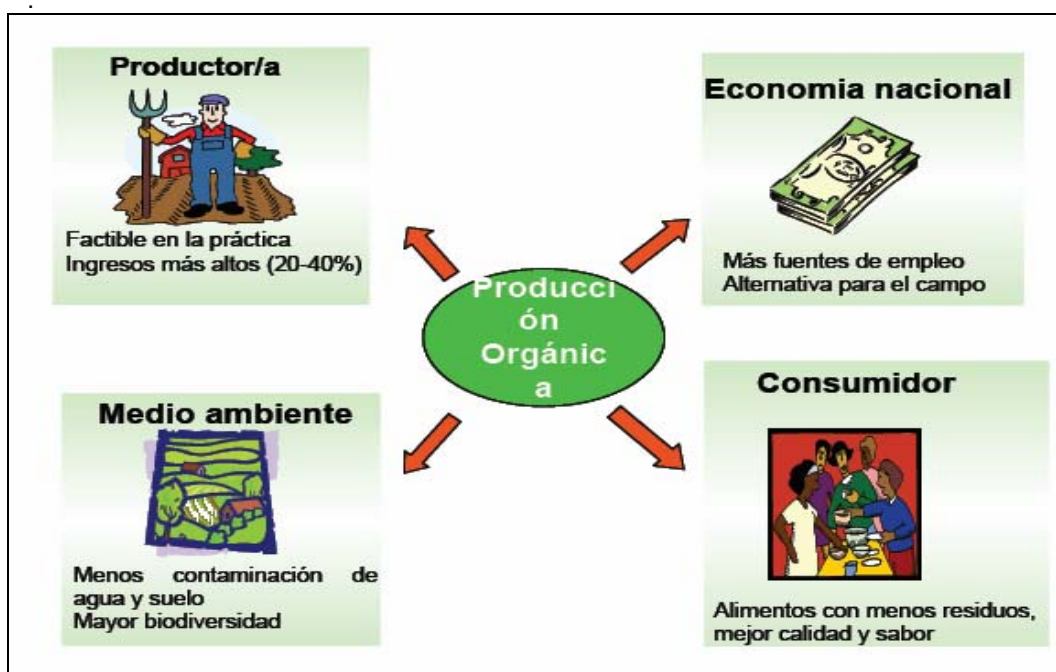 Productor/a
Factible en la práctica
Ingresos más altos (20-40%)
Economia nacional
Más fuentes de empleo
Alternativa para el campo
Producci
ón
Orgánic
a
Medio ambiente
Menos contaminación de
agua y suelo
Mayor biodiversidad
Consumidor
Alimentos con menos residuos,
mejor calidad y sabor